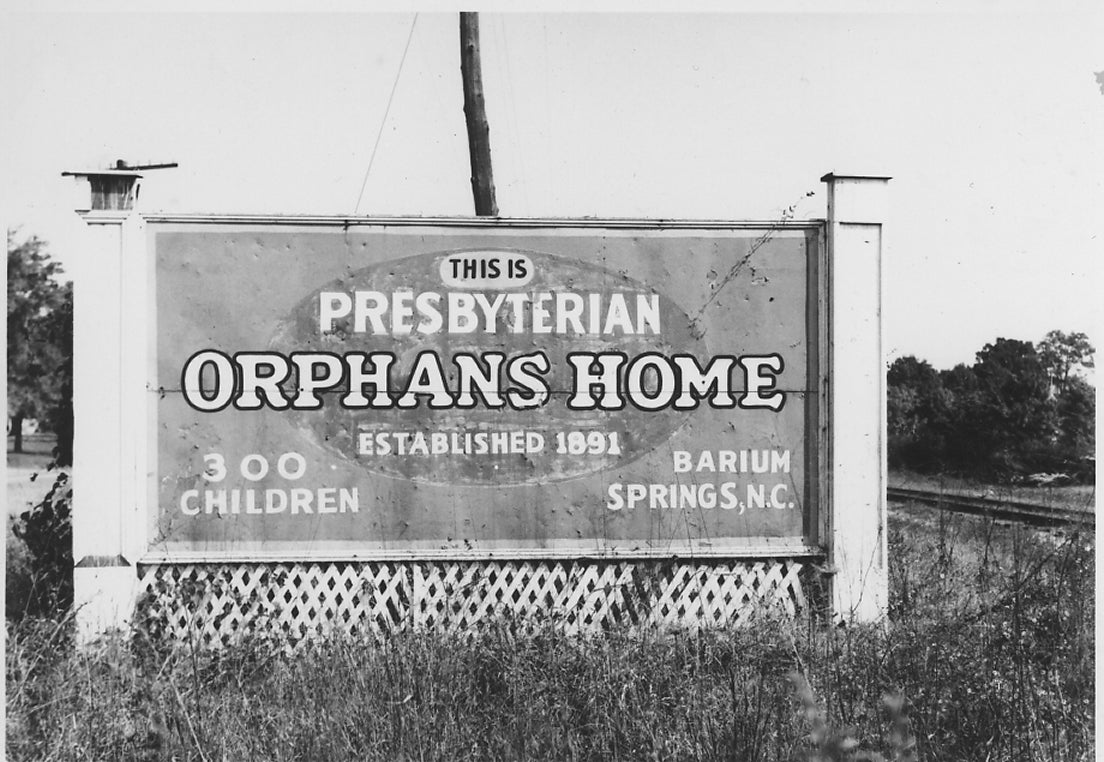 THIS IS
PRESBYTERIAN
ORPHANS HOME
ESTABLISHED 1891
300
CHILDREN
BARIUM
SPRINGS, N.C.